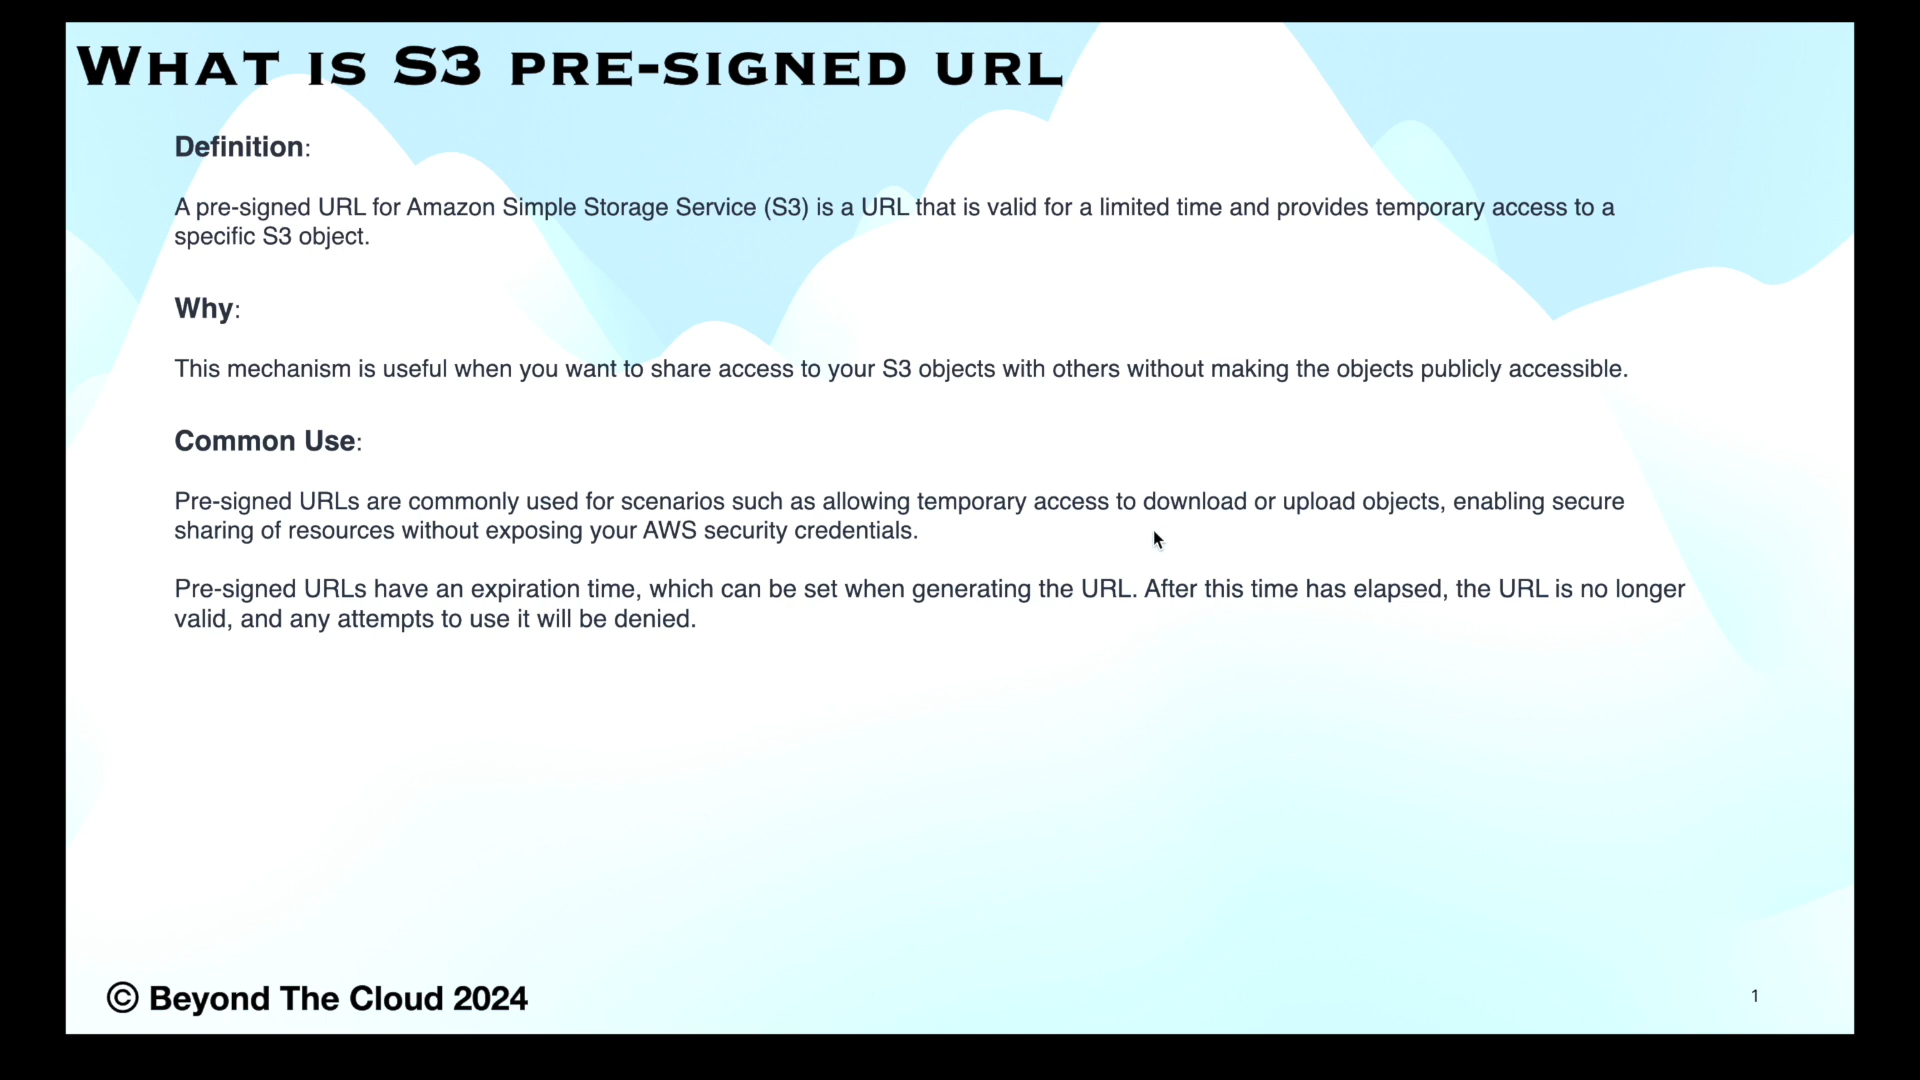 What is S3 pre-signed url
Definition:
A pre-signed URL for Amazon Simple Storage Service (S3) is a URL that is valid for a limited time and provides temporary access to a
specific S3 object.
Why:
This mechanism is useful when you want to share access to your S3 objects with others without making the objects publicly accessible.
Common Use:
Pre-signed URLs are commonly used for scenarios such as allowing temporary access to download or upload objects, enabling secure
sharing of resources without exposing your AWS security credentials.
Pre-signed URLs have an expiration time, which can be set when generating the URL. After this time has elapsed, the URL is no longer
valid, and any attempts to use it will be denied.
© Beyond The Cloud 2024
1